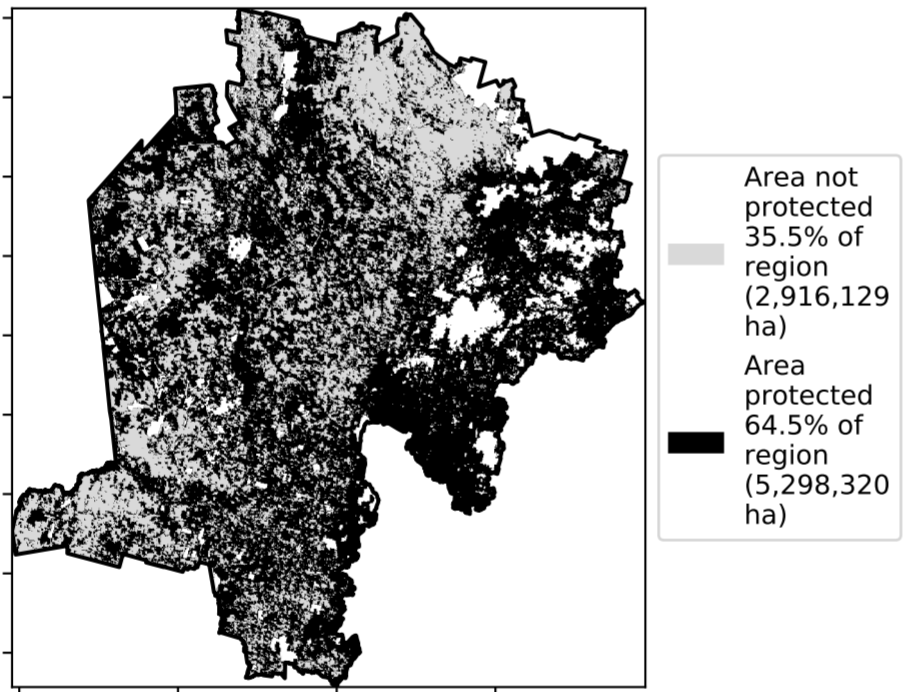 Area not
protected
35.5% of
region
(2,916,129
ha)
Area
protected
64.5% of
region
(5,298,320
ha)